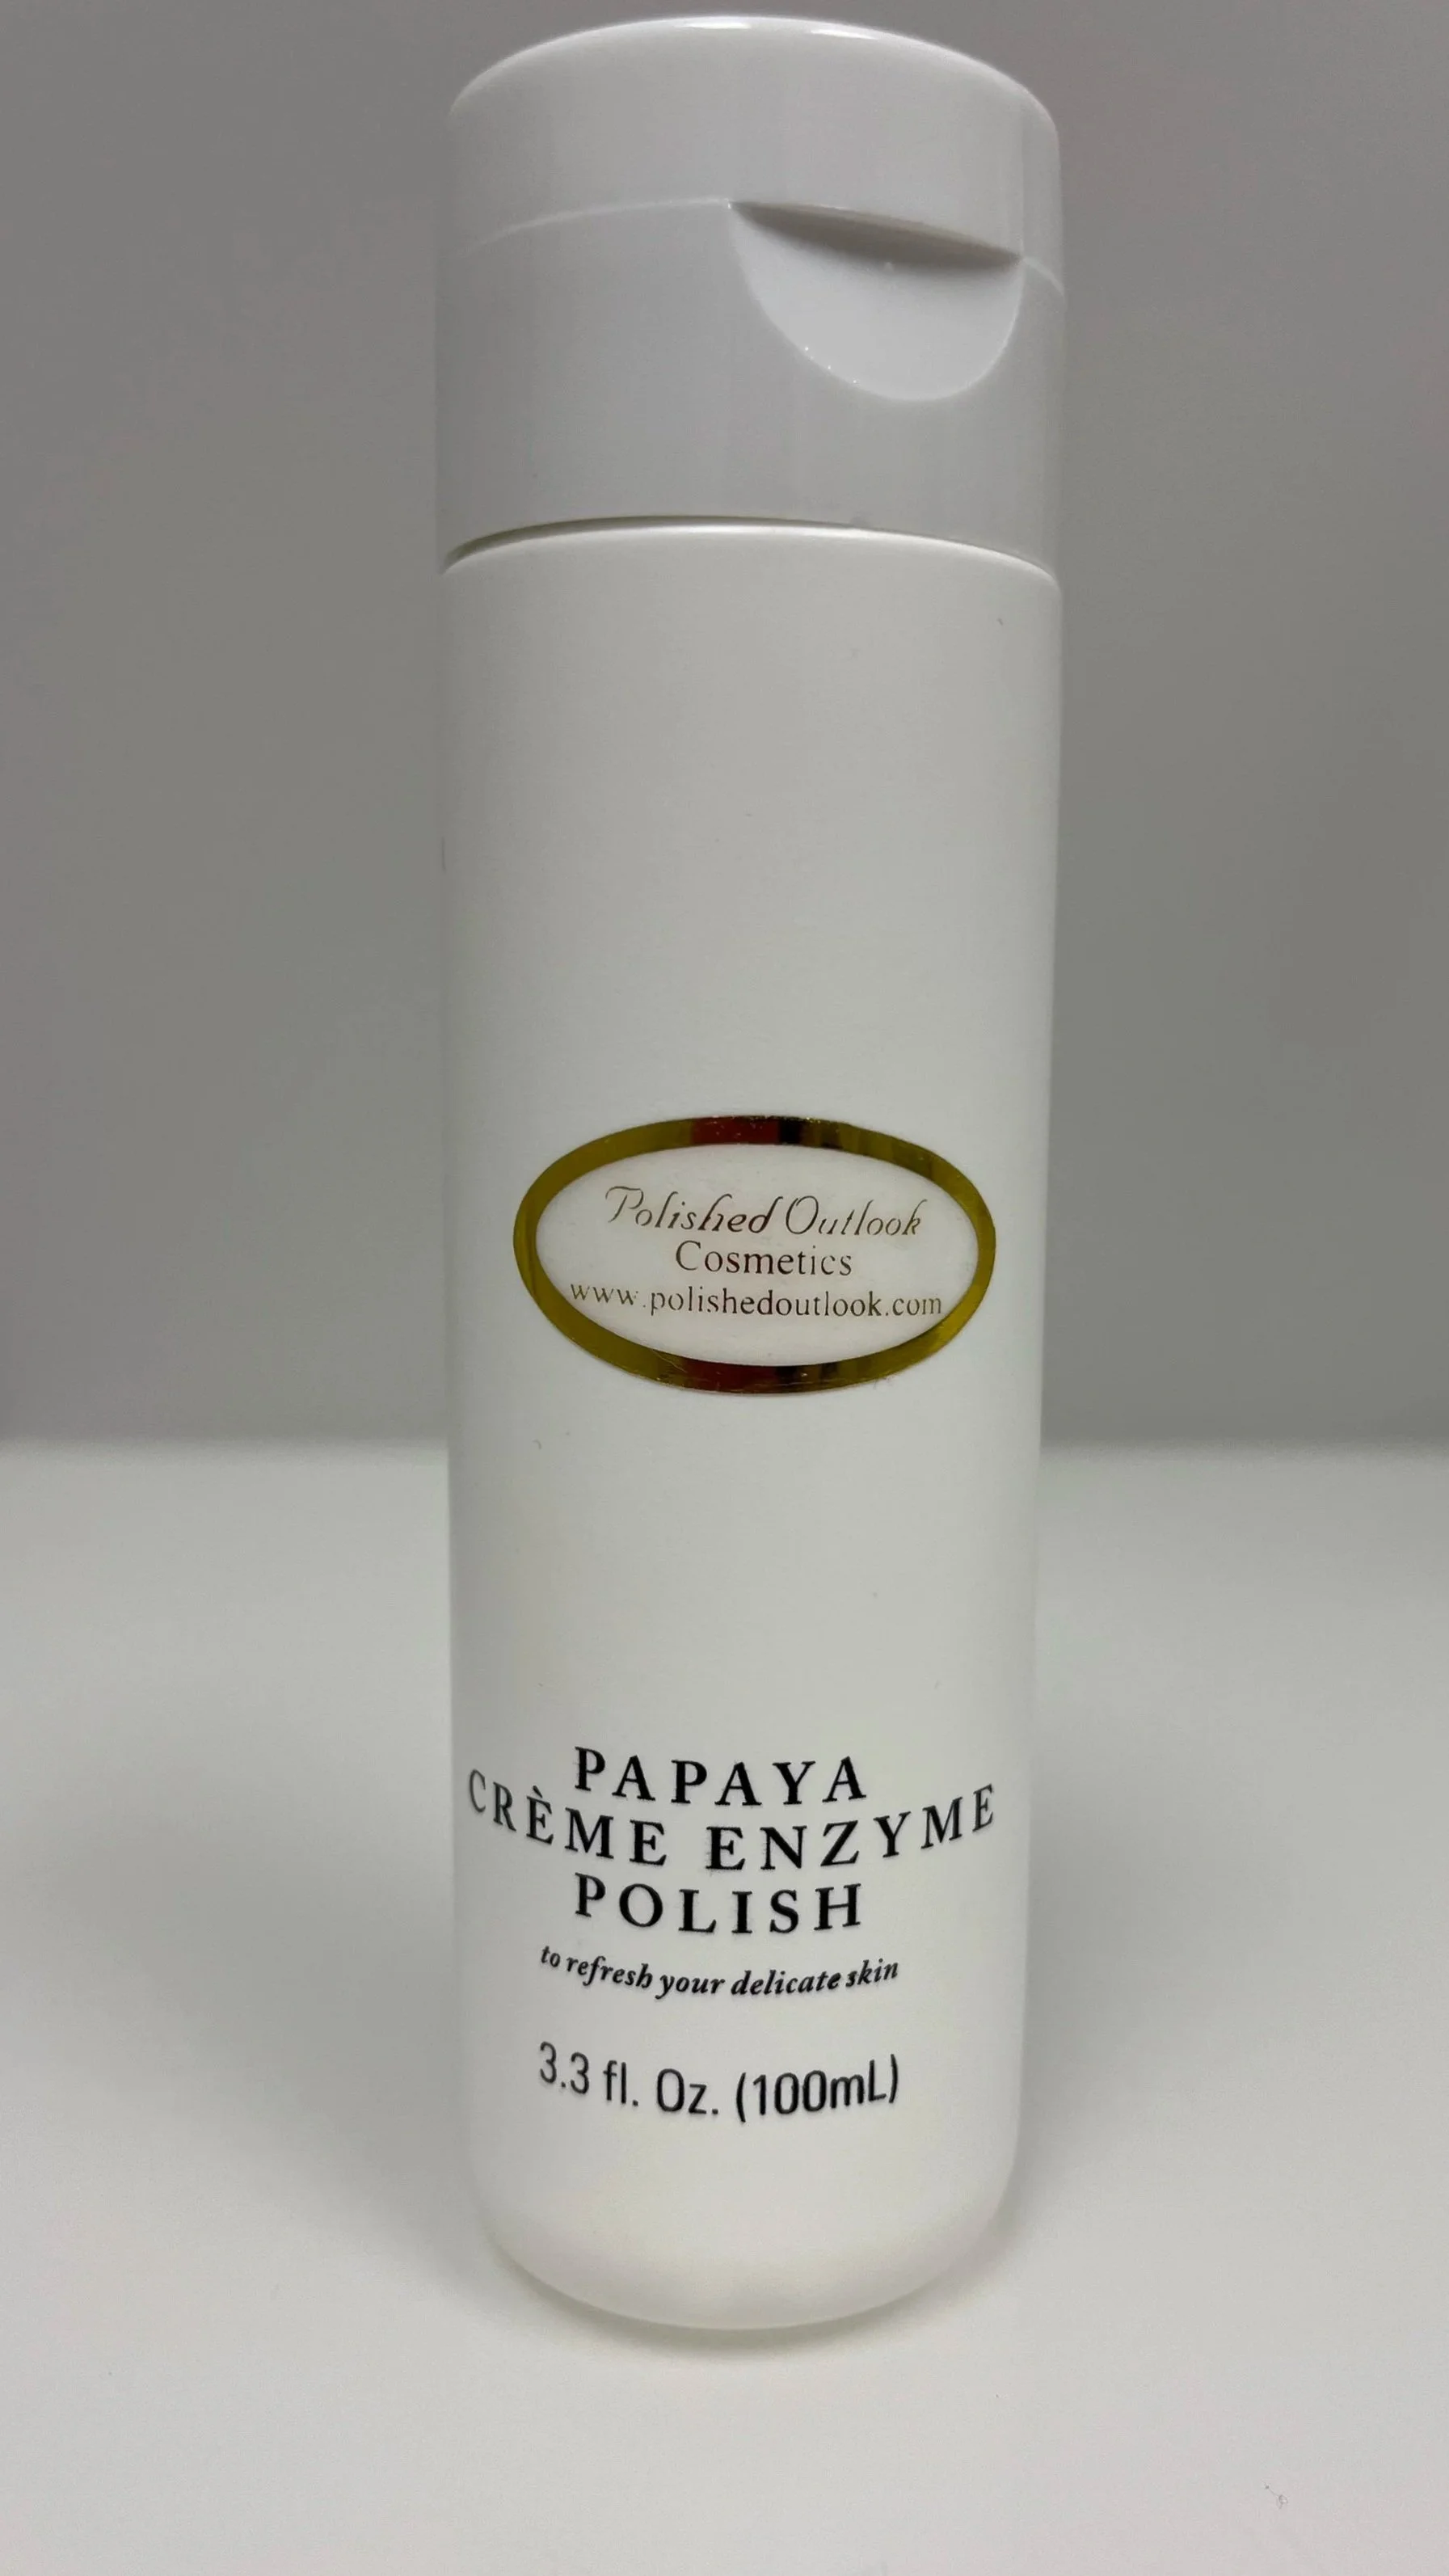 Polished Outlook
Cosmetics
www.polishedoutlook.com
PAPAYA
CRÈME ENZYME
POLISH
to refresh your delicate skin
3.3 fl. Oz. (100mL)